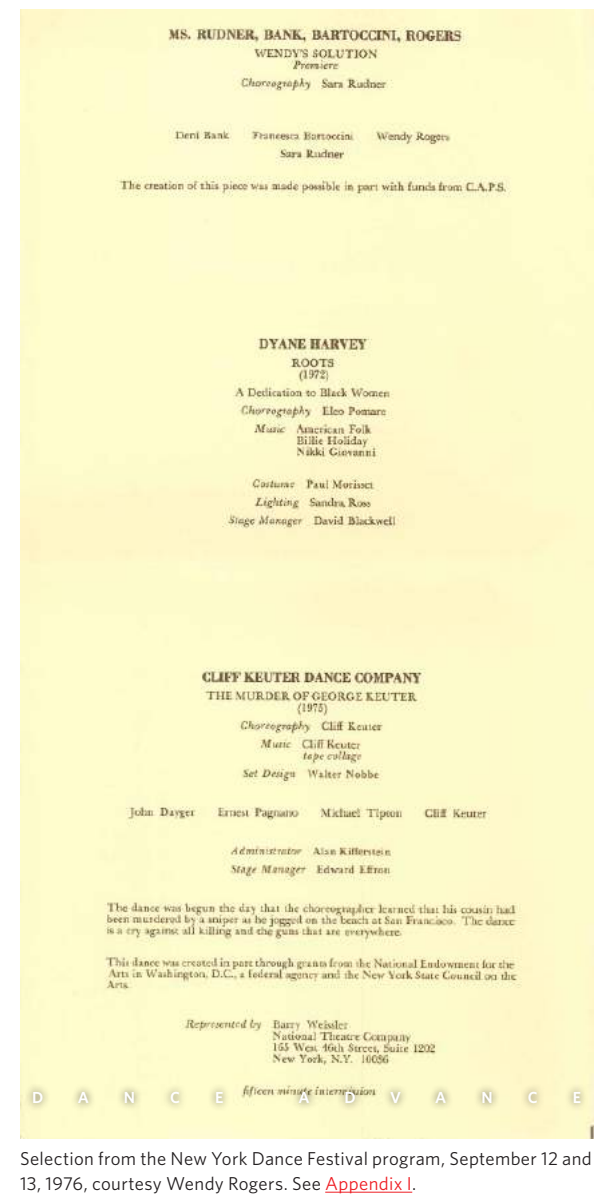 MS. RUDNER, BANK, BARTOCCINI, ROGERS
WENDY'S SOLUTION
Premiere
Choreography Sara Rudner
Deni Bank Francesca Bartoccini Wendy Rogers
Sara Rudner
The creation of this piece was made possible in part with funds from C.A.P.S.
DYANE HARVEY
ROOTS
(1972)
A Dedication to Black Women
Choreography Eleo Pomare
Music American Folk
Billie Holiday
Nikki Giovanni
Costume Paul Morisset
Lighting Sandra Ross
Stage Manager David Blackwell
CLIFF KEUTER DANCE COMPANY
THE MURDER OF GEORGE KEUTER
(1975)
Choreography Cliff Keuter
Music Cliff Keuter
tape collage
Set Design Walter Nobbe
John Dayger Ernest Pagnano Michael Tipton Cliff Keuter
Administrator Alan Kifferstein
Stage Manager Edward Effron
The dance was begun the day that the choreographer learned that his cousin had
been murdered by a sniper as he jogged on the beach at San Francisco. The dance
is a cry against all killing and the guns that are everywhere.
This dance was created in part through grants from the National Endowment for the
Arts in Washington, D.C., a federal agency and the New York State Council on the
Arts.
Represented by Barry Weissler
National Theatre Company
165 West 46th Street, Suite 1202
New York, N.Y. 10036
fifteen minute intermission
DANCE ADVANCE
Selection from the New York Dance Festival program, September 12 and
13, 1976, courtesy Wendy Rogers. See Appendix I.